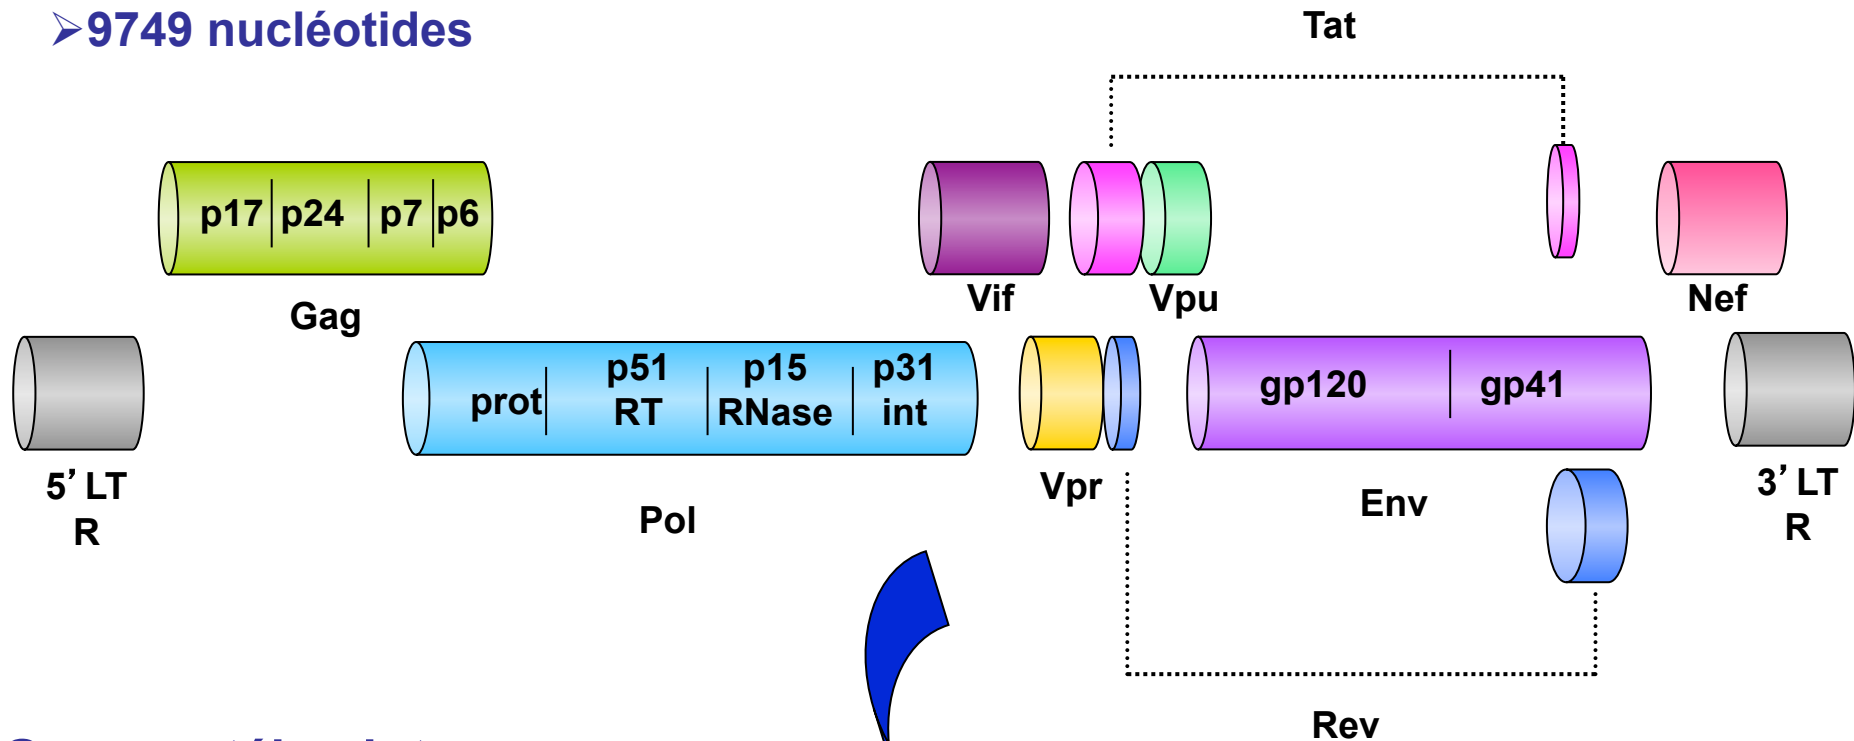 ➢9749 nucléotides
Tat
p17 p24 p7 p6
Gag
Vif
Vpu
Nef
prot
p51
RT
p15
RNase
p31
int
gp120 gp41
5’ LT
R
Pol
Vpr
Env
3’ LT
R
Rev